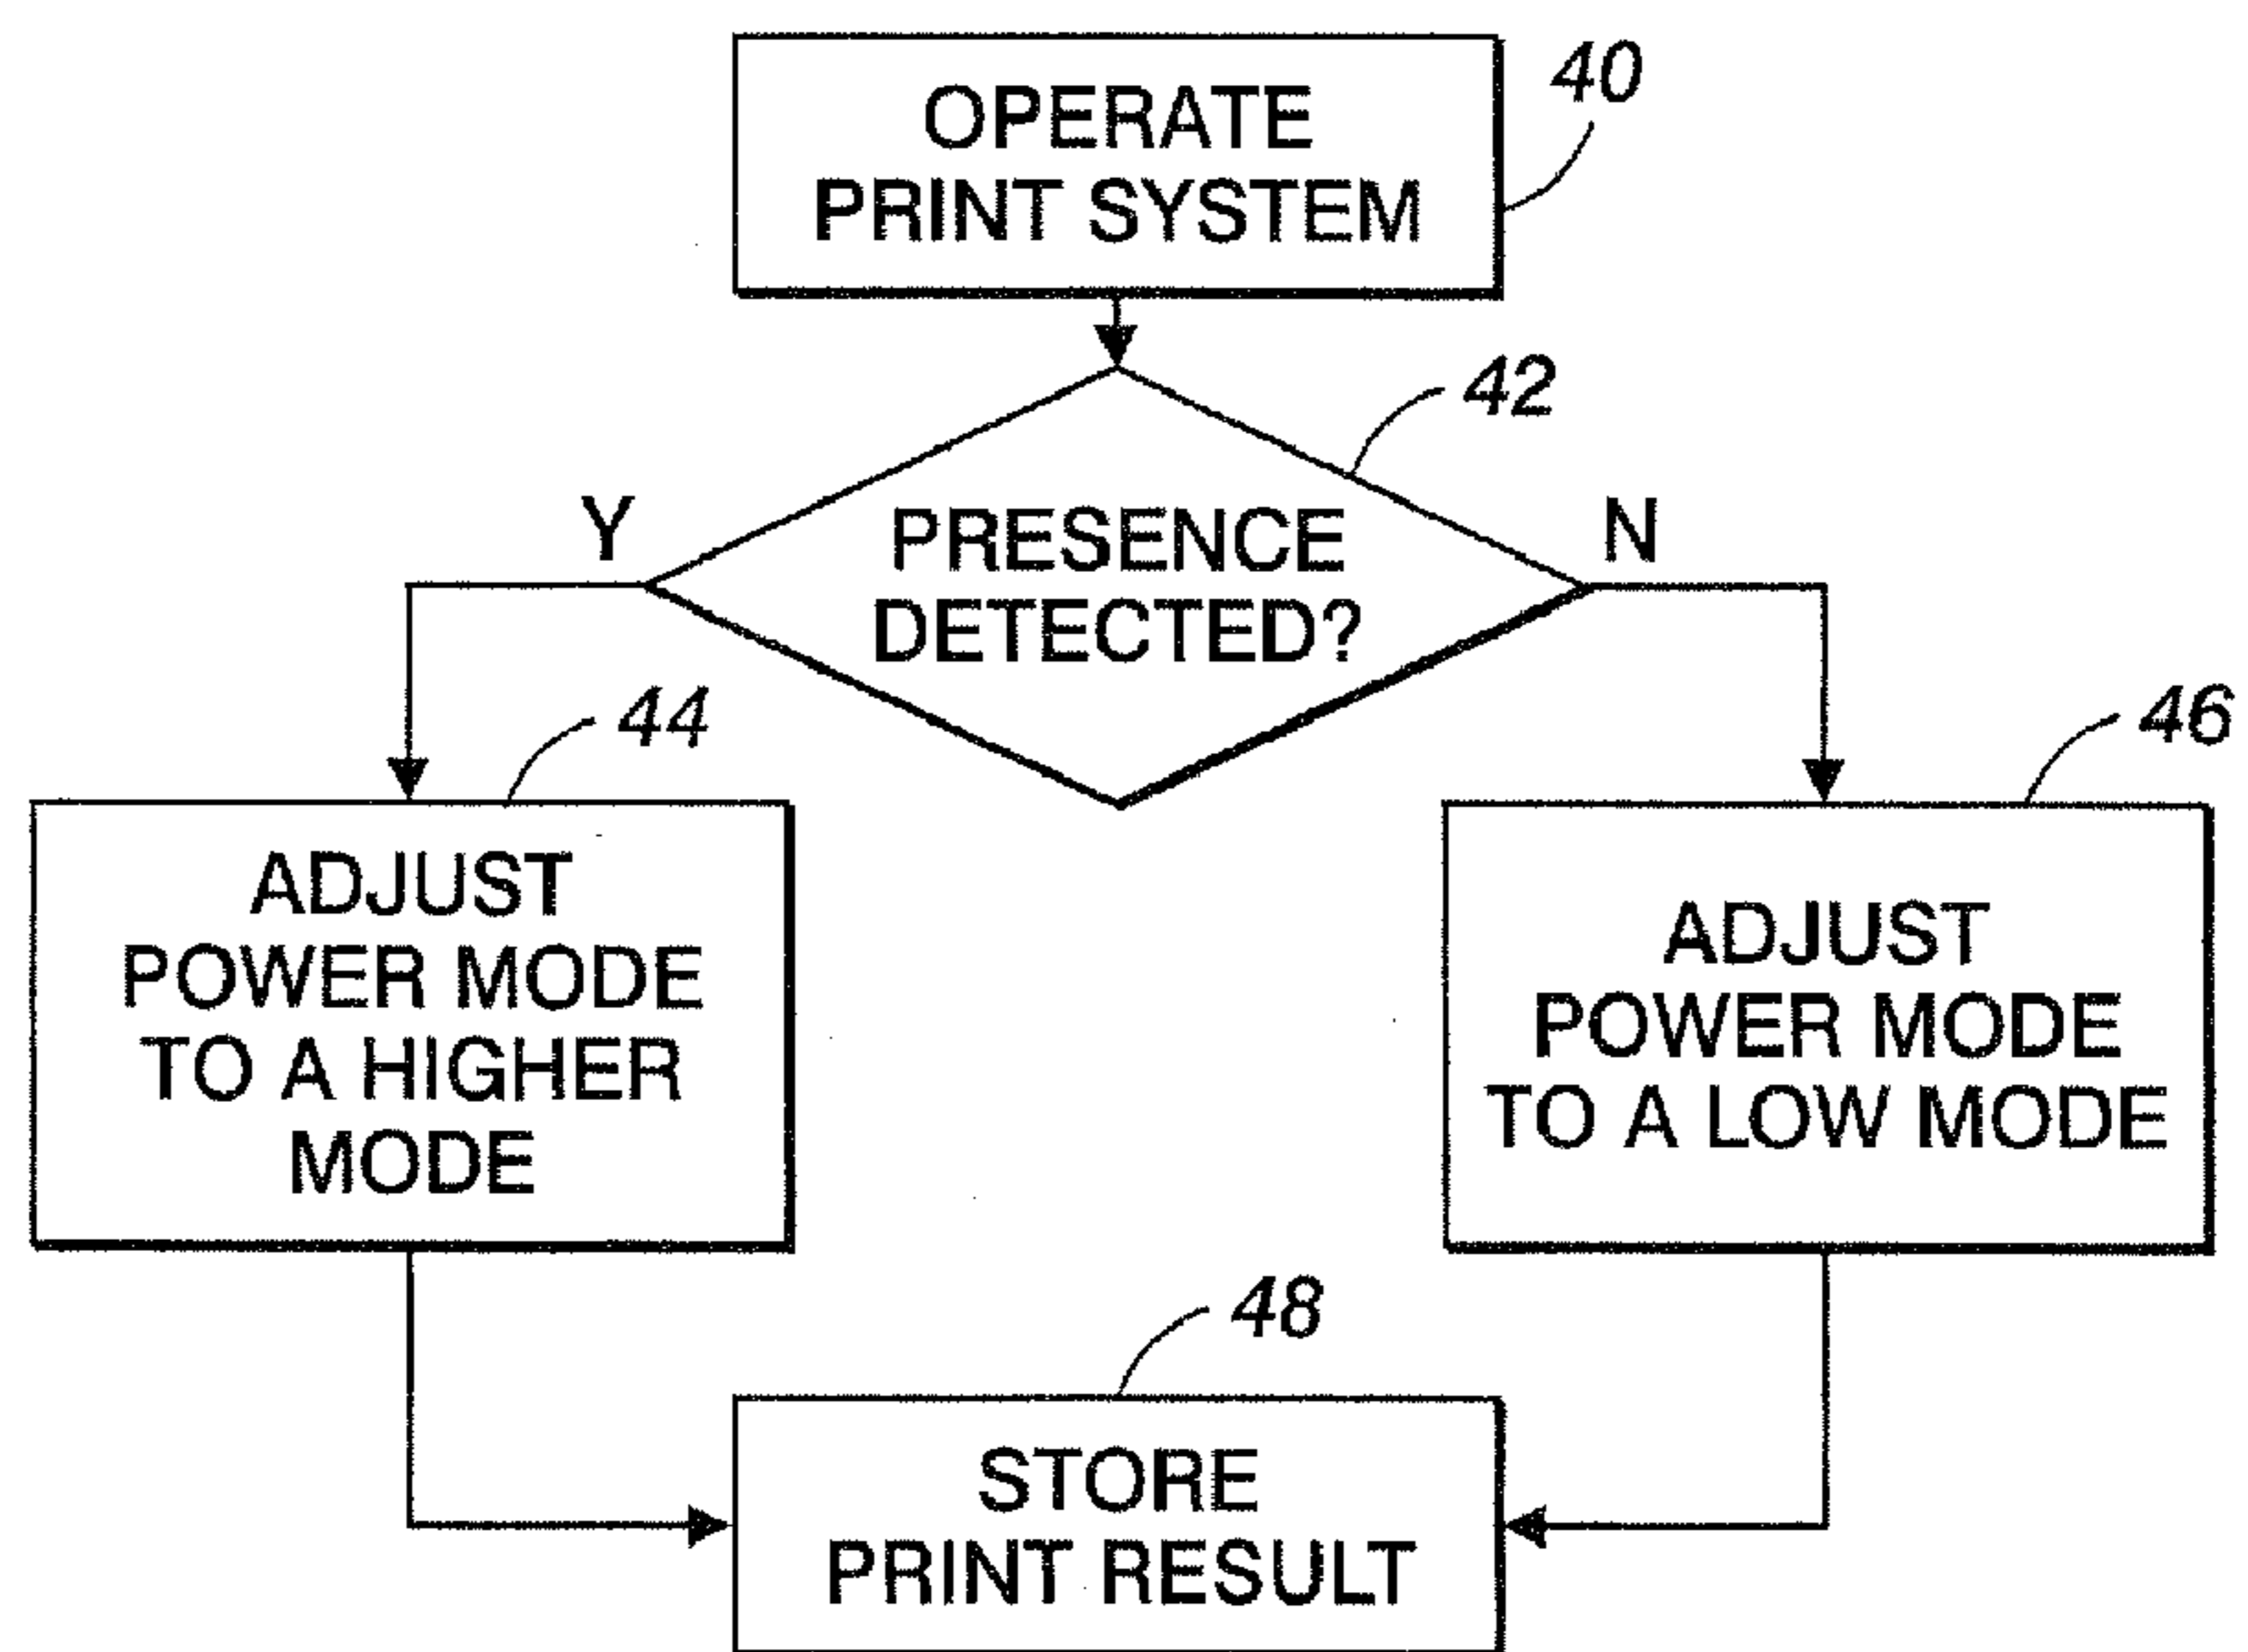 OPERATE
PRINT SYSTEM
40
42
Y
PRESENCE
DETECTED?
N
44
46
ADJUST
POWER MODE
TO A HIGHER
MODE
ADJUST
POWER MODE
TO A LOW MODE
48
STORE
PRINT RESULT